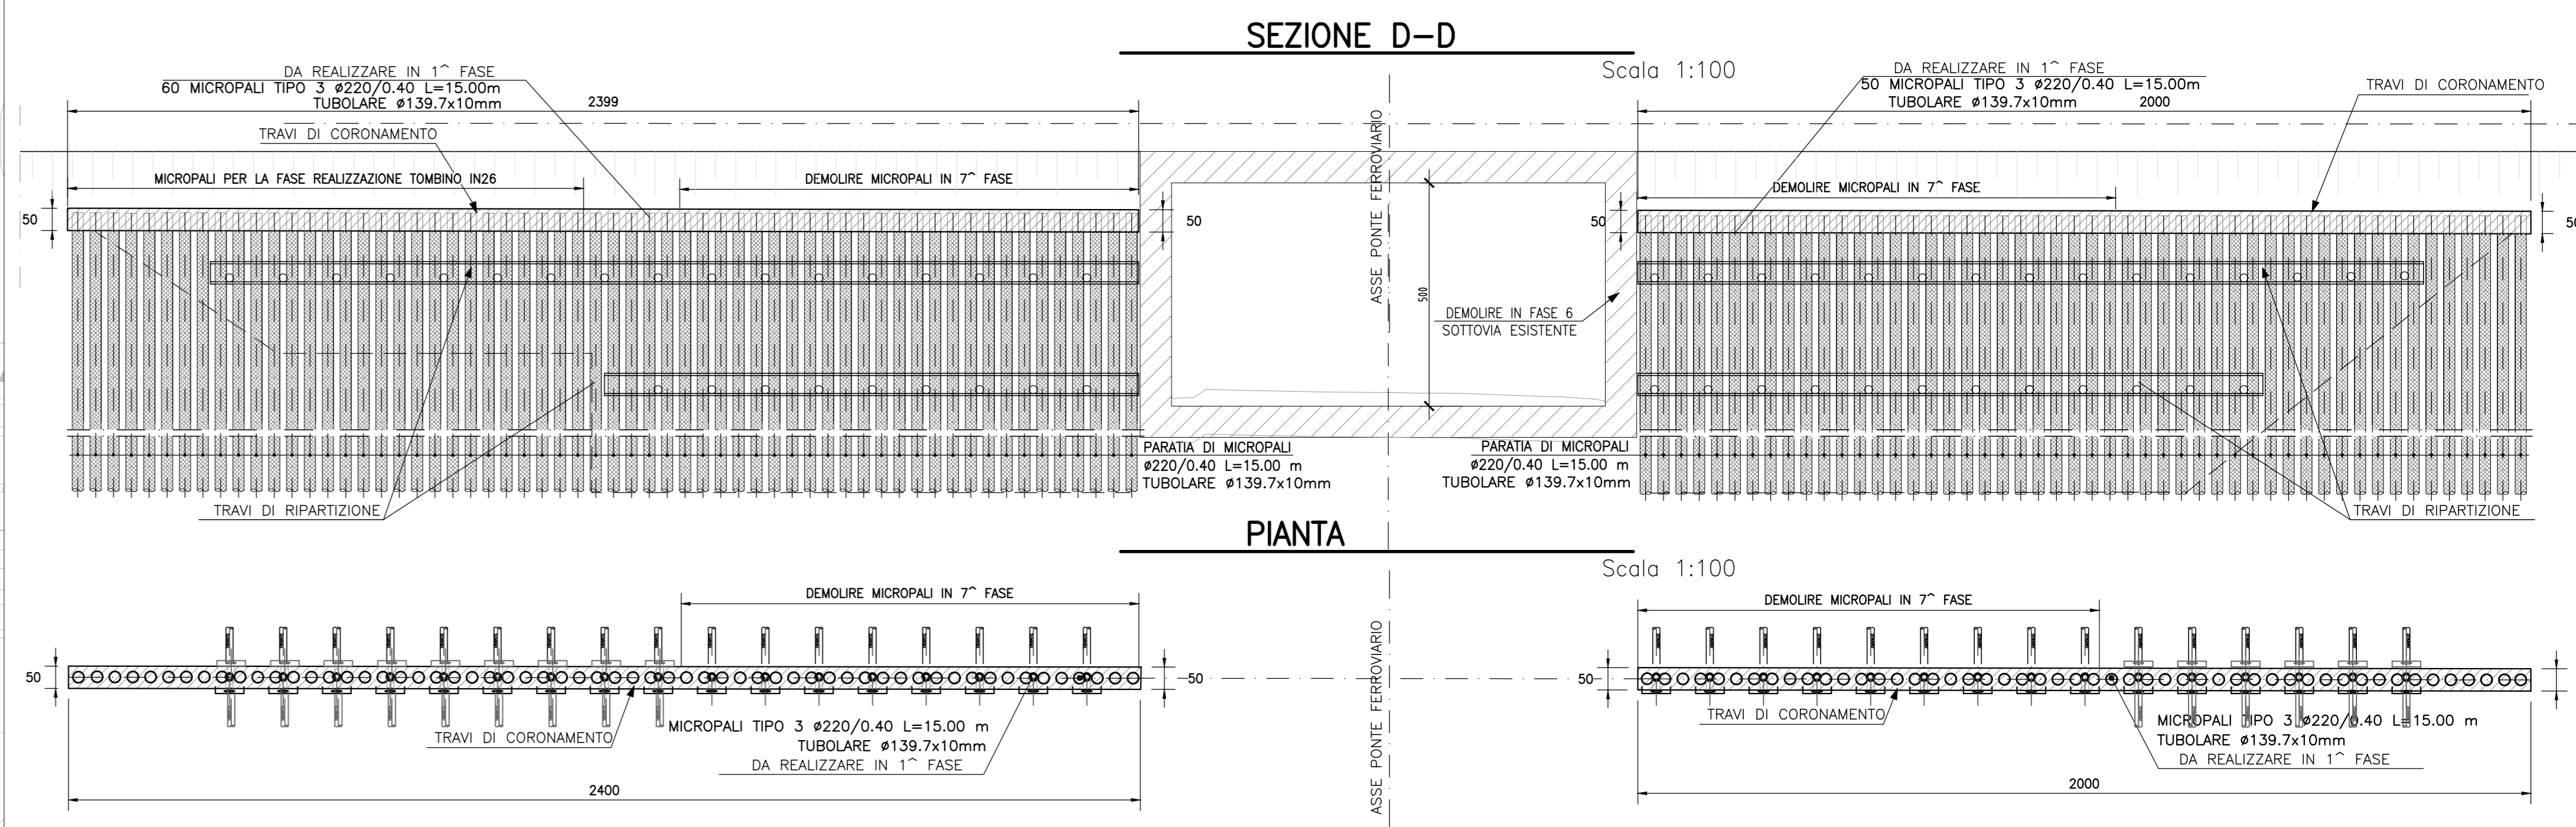 SEZIONE D-D
Scala 1:100
DA REALIZZARE IN 1^ FASE
60 MICROPALI TIPO 3 ø220/0.40 L=15.00m
TUBOLARE ø139.7x10mm
2399
DA REALIZZARE IN 1^ FASE
50 MICROPALI TIPO 3 ø220/0.40 L=15.00m
TUBOLARE ø139.7x10mm
2000
TRAVI DI CORONAMENTO
TRAVI DI CORONAMENTO
MICROPALI PER LA FASE REALIZZAZIONE TOMBINO IN26
DEMOLIRE MICROPALI IN 7^ FASE
DEMOLIRE MICROPALI IN 7^ FASE
50
50
50
50
ASSE PONTE FERROVIARIO
500
DEMOLIRE IN FASE 6
SOTTOVIA ESISTENTE
PARATIA DI MICROPALI
ø220/0.40 L=15.00 m
TUBOLARE ø139.7x10mm
PARATIA DI MICROPALI
ø220/0.40 L=15.00 m
TUBOLARE ø139.7x10mm
TRAVI DI RIPARTIZIONE
TRAVI DI RIPARTIZIONE
PIANTA
Scala 1:100
DEMOLIRE MICROPALI IN 7^ FASE
DEMOLIRE MICROPALI IN 7^ FASE
50
50
50
ASSE PONTE FERROVIARIO
TRAVI DI CORONAMENTO
MICROPALI TIPO 3 ø220/0.40 L=15.00 m
TUBOLARE ø139.7x10mm
DA REALIZZARE IN 1^ FASE
TRAVI DI CORONAMENTO
MICROPALI TIPO 3 ø220/0.40 L=15.00 m
TUBOLARE ø139.7x10mm
DA REALIZZARE IN 1^ FASE
2400
2000